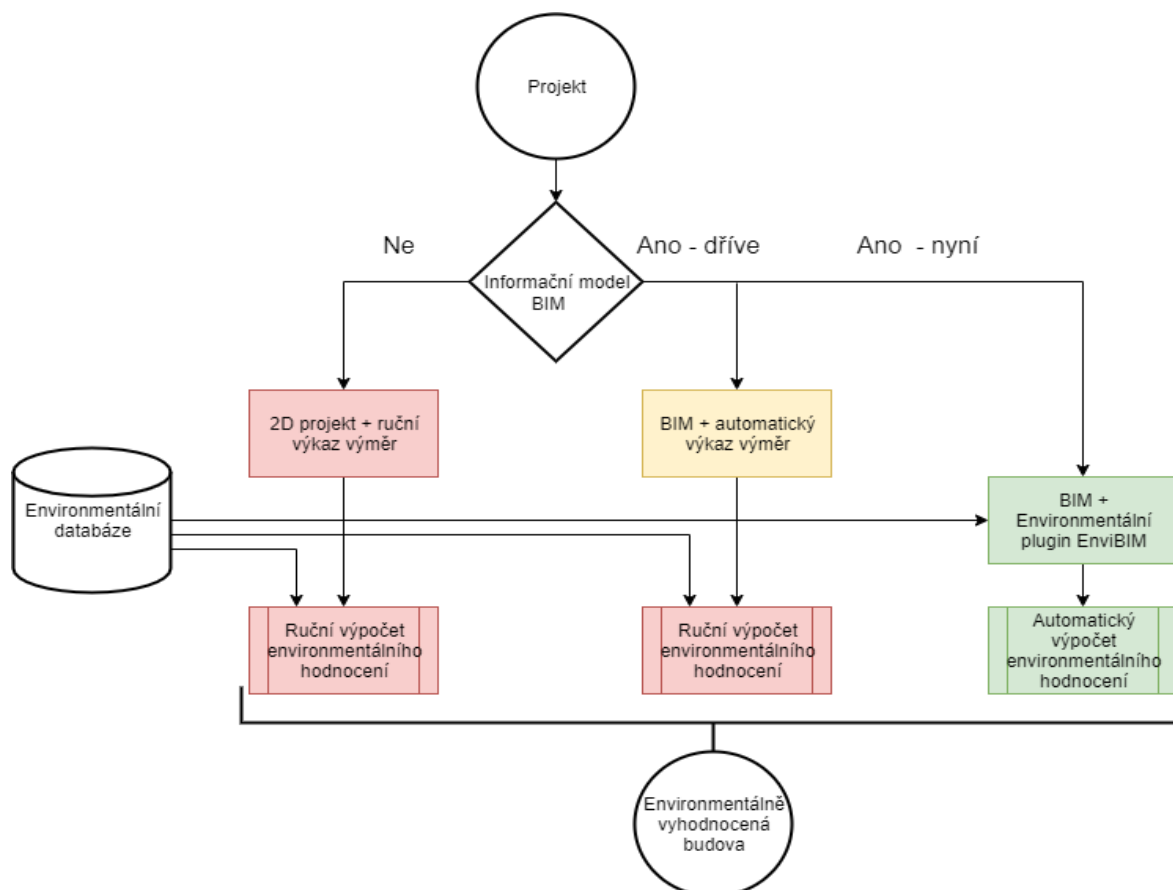 Projekt
Ne
Ano - dříve
Ano - nyní
Informační model
BIM
2D projekt + ruční
výkaz výměr
BIM + automatický
výkaz výměr
Environmentální
databáze
BIM +
Environmentální
plugin EnviBIM
Ruční výpočet
environmentálního
hodnocení
Ruční výpočet
environmentálního
hodnocení
Automatický
výpočet
environmentálního
hodnocení
Environmentálně
vyhodnocená
budova